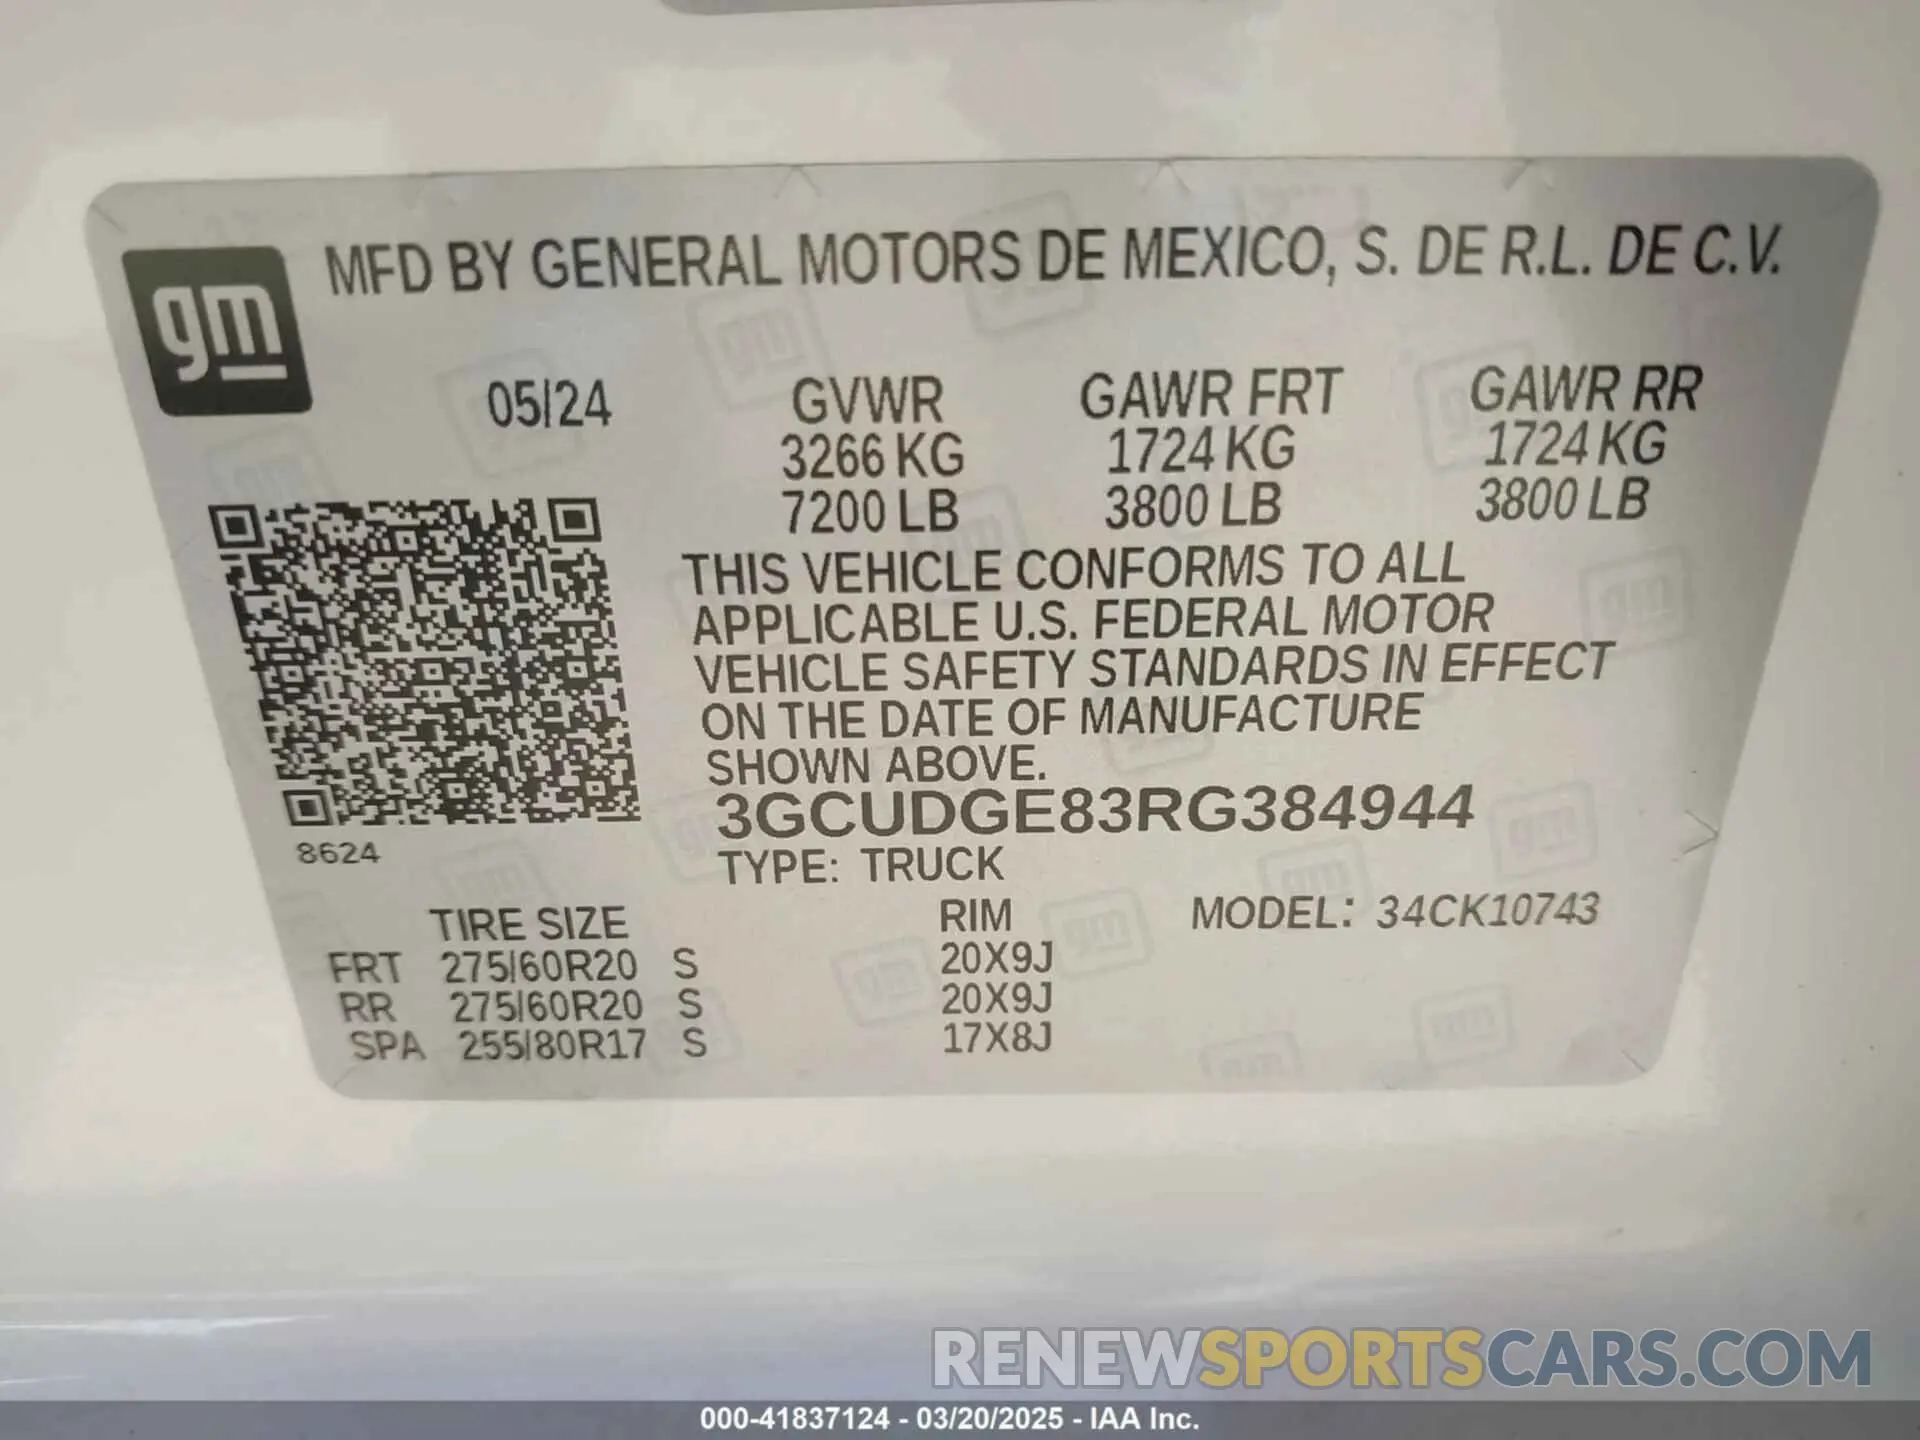 gm
MFD BY GENERAL MOTORS DE MEXICO, S. DE R.L. DE C.V.
05/24 GVWR GAWR FRT GAWR RR
3266 KG 1724 KG 1724 KG
7200 LB 3800 LB 3800 LB
THIS VEHICLE CONFORMS TO ALL
APPLICABLE U.S. FEDERAL MOTOR
VEHICLE SAFETY STANDARDS IN EFFECT
ON THE DATE OF MANUFACTURE
SHOWN ABOVE.
3GCUDGE83RG384944
8624
TYPE: TRUCK
TIRE SIZE RIM MODEL: 34CK10743
FRT 275/60R20 S 20X9J
RR 275/60R20 S 20X9J
SPA 255/80R17 S 17X8J
RENEWSPORTSCARS.COM
000-41837124 - 03/20/2025 - IAA Inc.